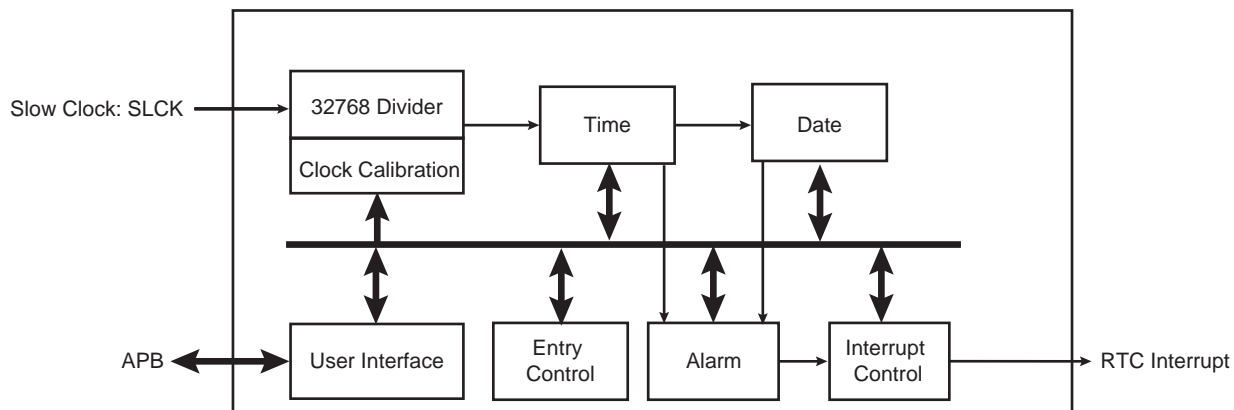 Slow Clock: SLCK
32768 Divider
Time
Date
Clock Calibration
APB
User Interface
Entry
Control
Alarm
Interrupt
Control
RTC Interrupt